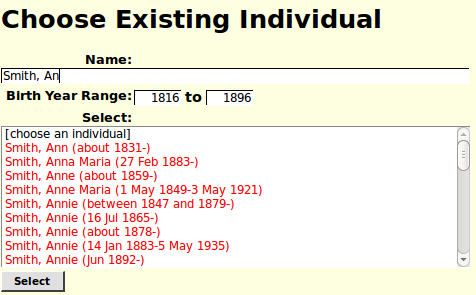 Choose Existing Individual
Name:
Smith, An
Birth Year Range: 1816 to 1896
Select:
[choose an individual]
Smith, Ann (about 1831-)
Smith, Anna Maria (27 Feb 1883-)
Smith, Anne (about 1859-)
Smith, Anne Maria (1 May 1849-3 May 1921)
Smith, Annie (between 1847 and 1879-)
Smith, Annie (16 Jul 1865-)
Smith, Annie (about 1878-)
Smith, Annie (14 Jan 1883-5 May 1935)
Smith, Annie (Jun 1892-)
Select